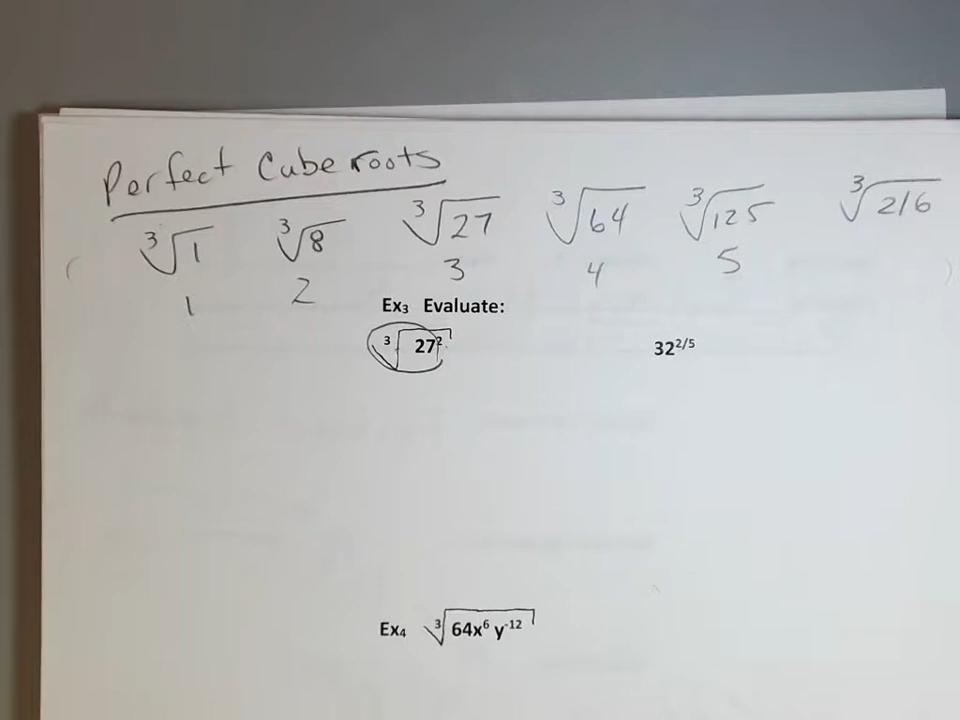 Perfect Cube roots
∛1 ∛8 ∛27 ∛64 ∛125 ∛216
1 2 3 4 5
Ex₃ Evaluate:
∛27² 32^2/5
Ex₄ ∛64x⁶ y⁻¹²